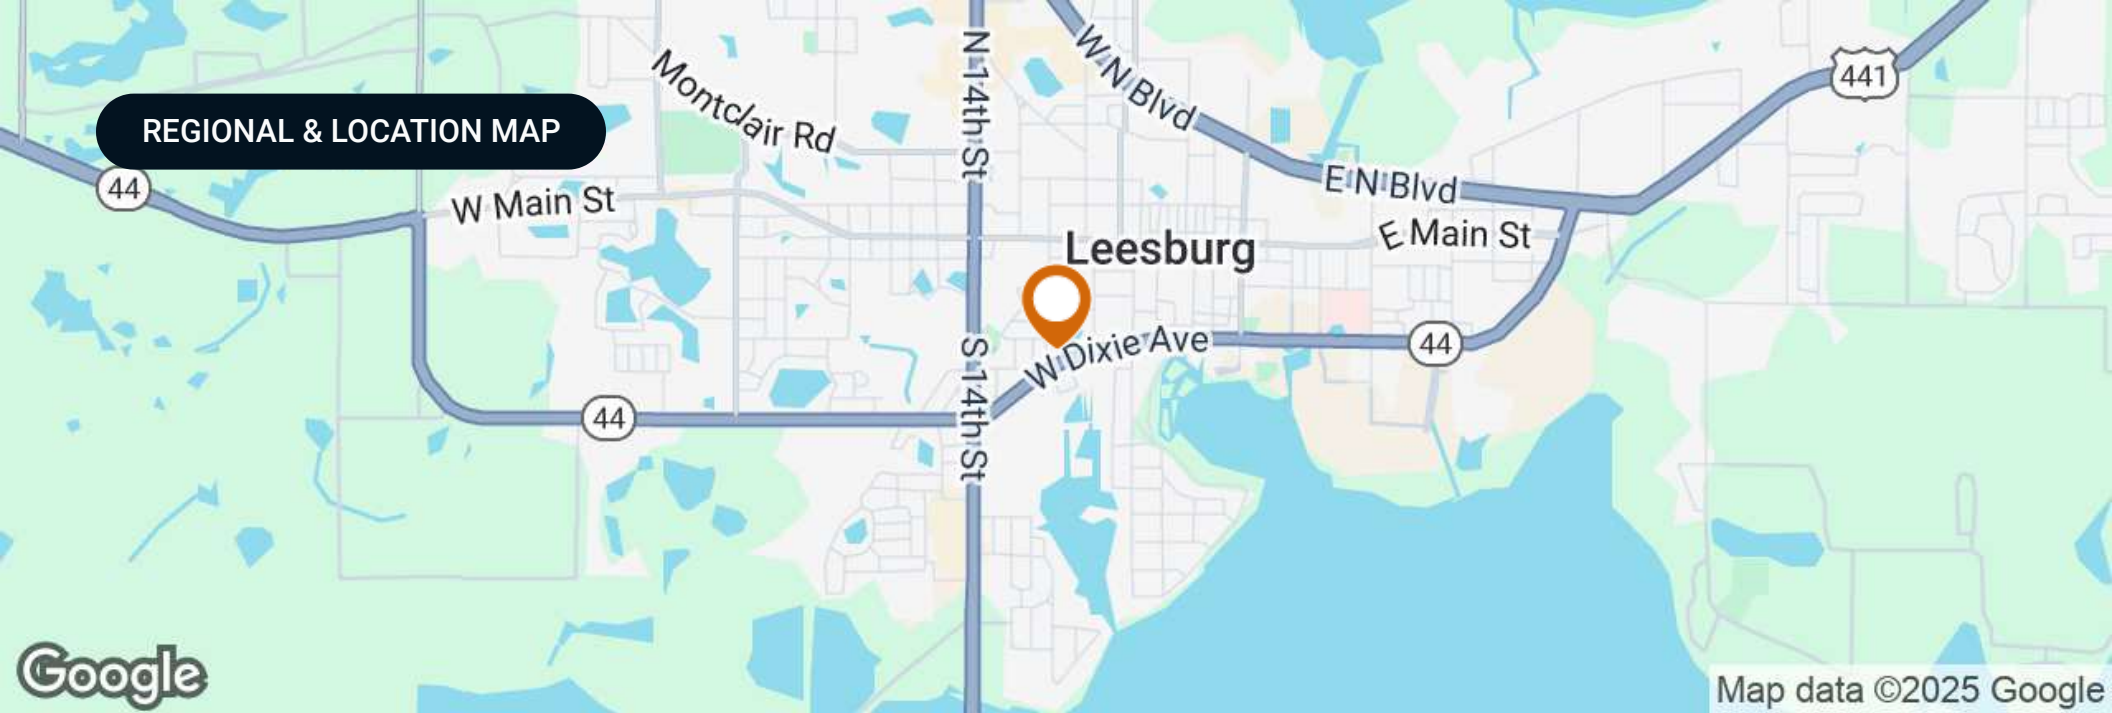 N 14th St
W N Blvd
441
Montclair Rd
REGIONAL & LOCATION MAP
44
W Main St
E N Blvd
E Main St
Leesburg
W Dixie Ave
44
S 14th St
44
Google
Map data ©2025 Google